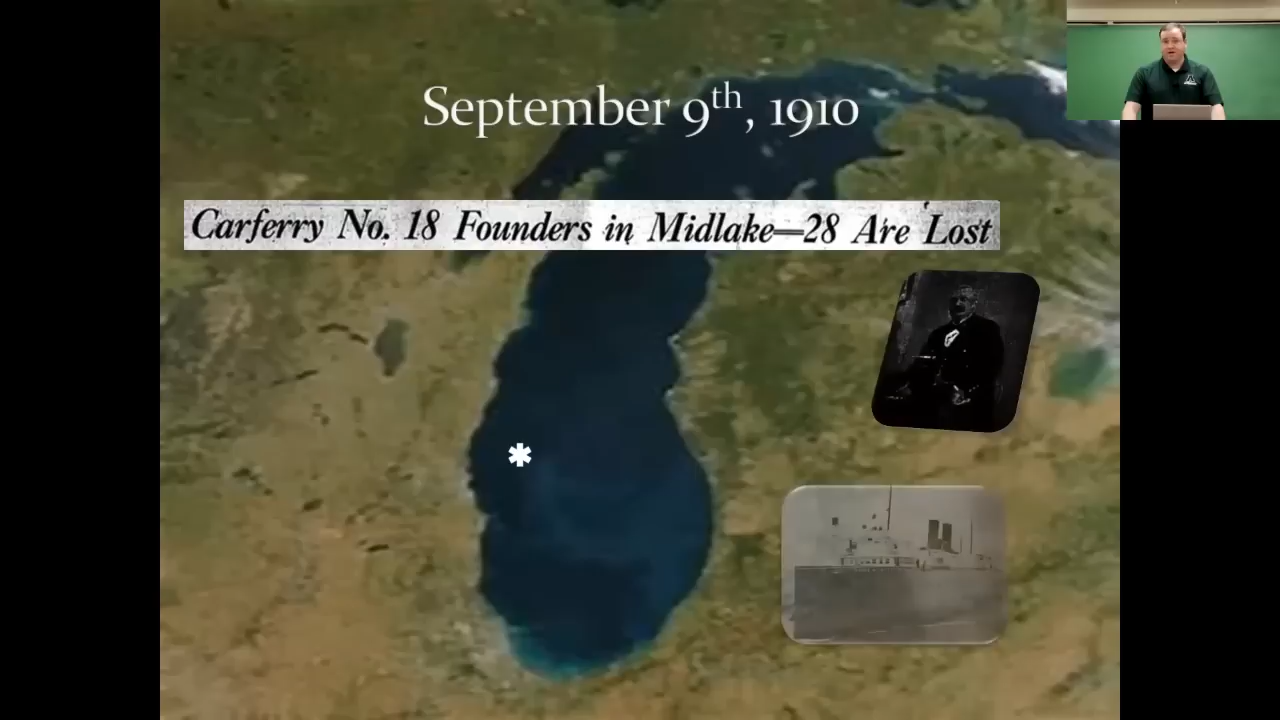 September 9th, 1910
Carferry No. 18 Founders in Midlake—28 Are Lost